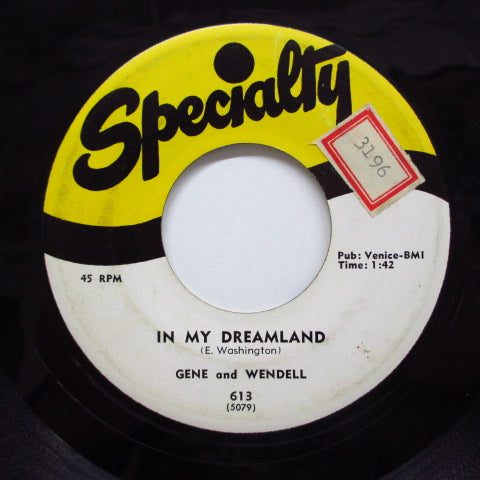 Specialty
3196
Pub: Venice-BMI
45 RPM
Time: 1:42
IN MY DREAMLAND
(E. Washington)
GENE and WENDELL
613
(5079)